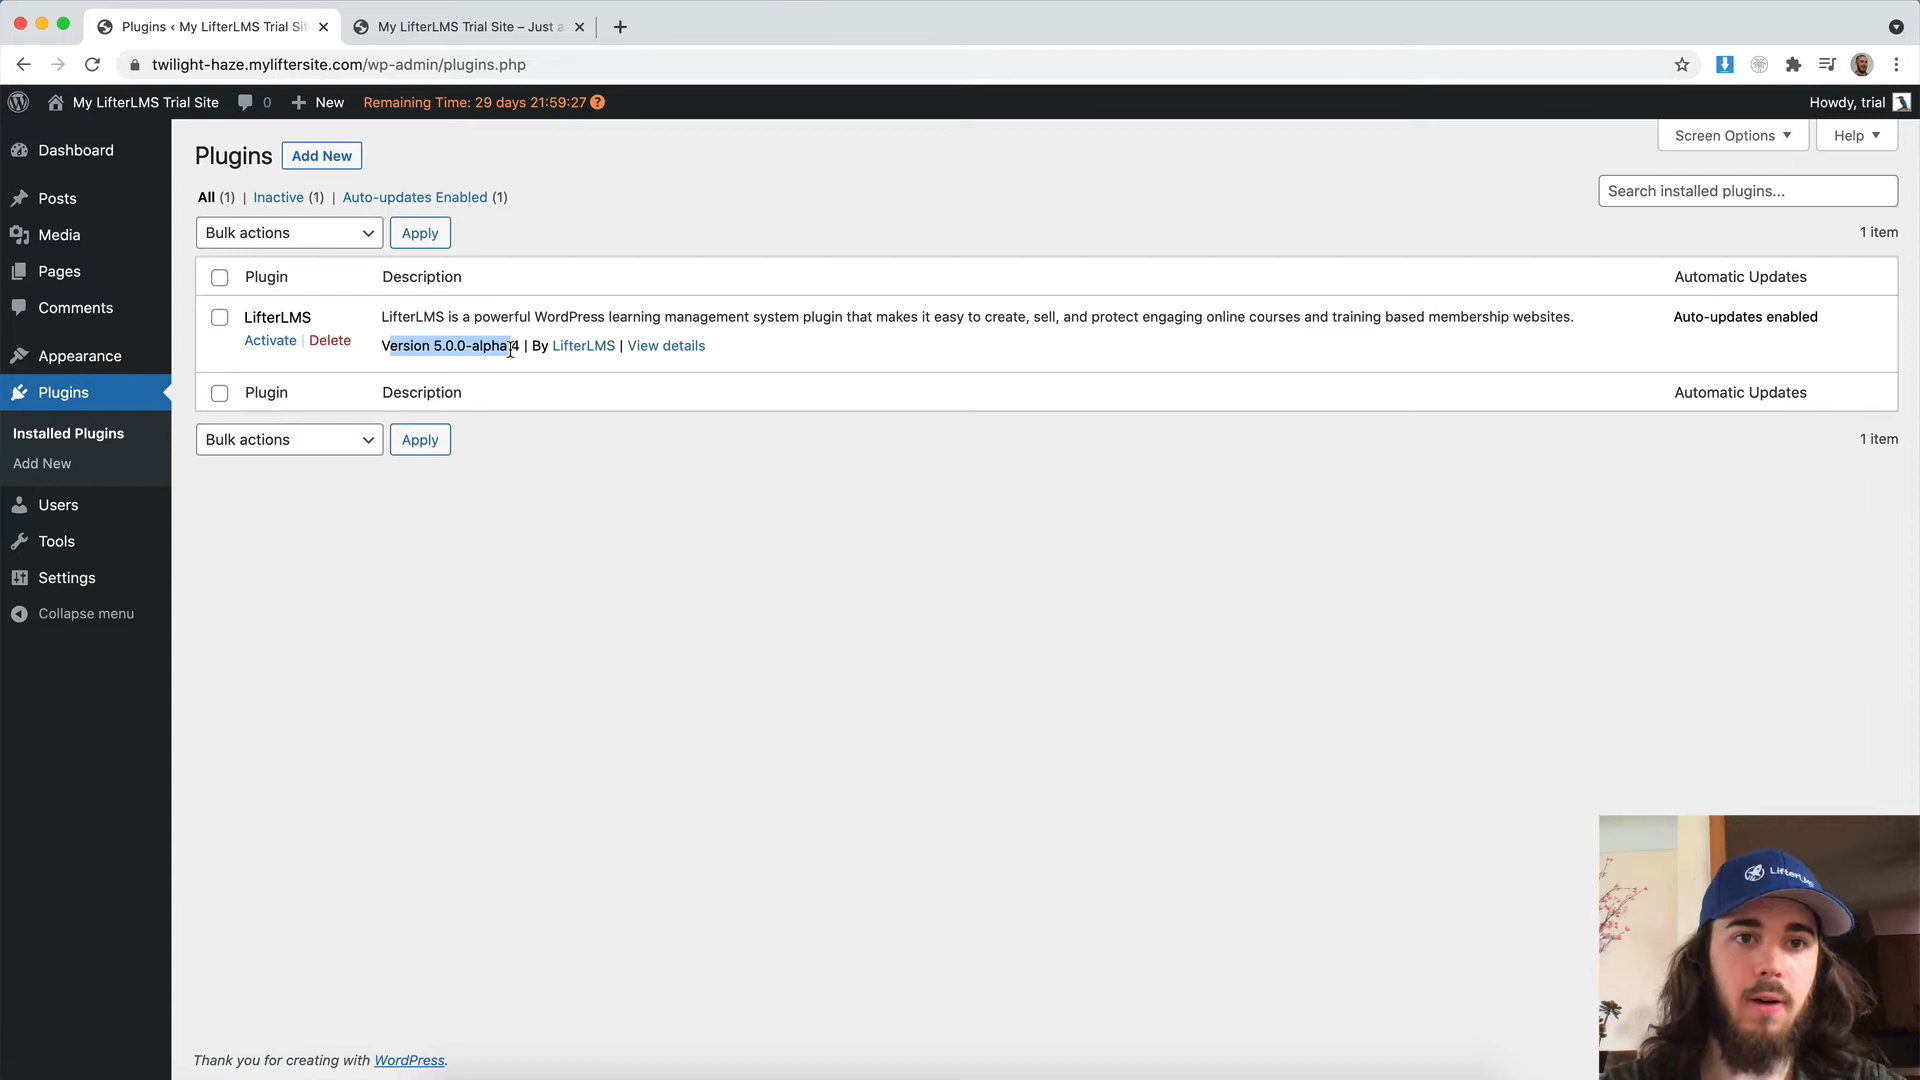 Plugins ‹ My LifterLMS Trial Sit
My LifterLMS Trial Site – Just a
twilight-haze.myliftersite.com/wp-admin/plugins.php
My LifterLMS Trial Site
0
New
Remaining Time: 29 days 21:59:27
Howdy, trial
Dashboard
Posts
Media
Pages
Comments
Appearance
Plugins
Installed Plugins
Add New
Users
Tools
Settings
Collapse menu
Screen Options
Help
Plugins
Add New
All (1) | Inactive (1) | Auto-updates Enabled (1)
Search installed plugins...
Bulk actions
Apply
1 item
Plugin
Description
Automatic Updates
LifterLMS
LifterLMS is a powerful WordPress learning management system plugin that makes it easy to create, sell, and protect engaging online courses and training based membership websites.
Auto-updates enabled
Activate | Delete
Version 5.0.0-alpha.4 | By LifterLMS | View details
Plugin
Description
Automatic Updates
Bulk actions
Apply
1 item
LifterLMS
Thank you for creating with WordPress.